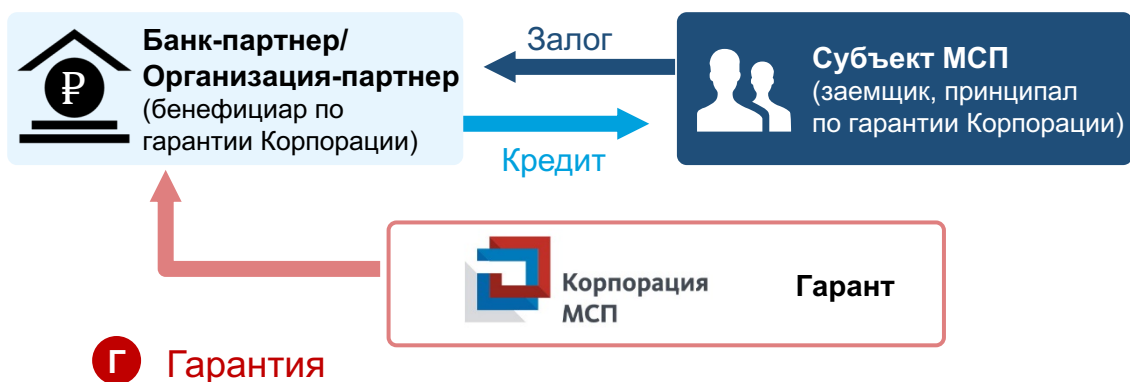 Банк-партнер/
Организация-партнер
(бенефициар по
гарантии Корпорации)
Залог
Кредит
Субъект МСП
(заемщик, принципал
по гарантии Корпорации)
Корпорация
МСП
Гарант
Г Гарантия